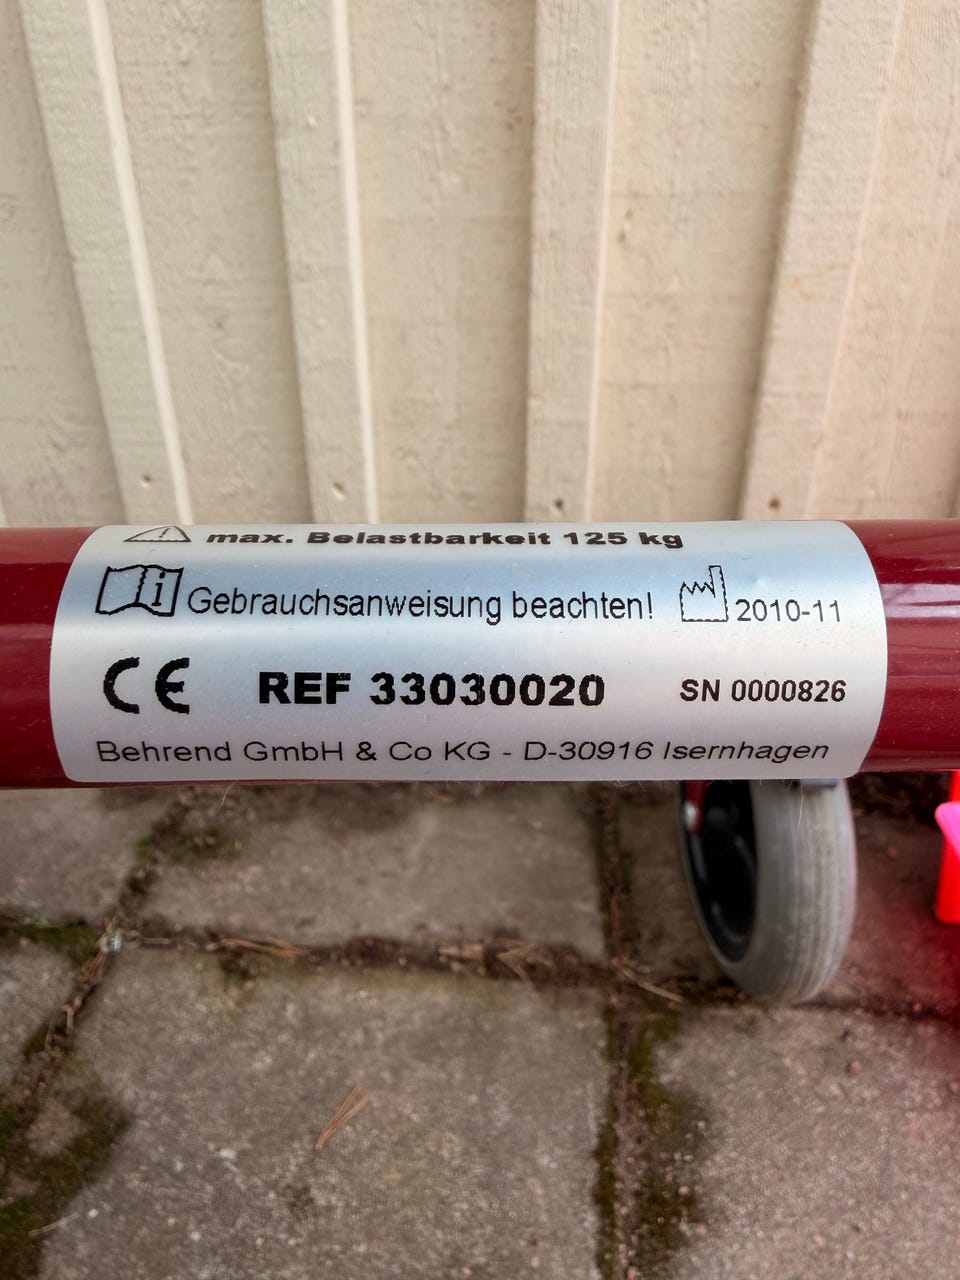 max. Belastbarkeit 125 kg
Gebrauchsanweisung beachten! 2010-11
CE REF 33030020 SN 0000826
Behrend GmbH & Co KG - D-30916 Isernhagen